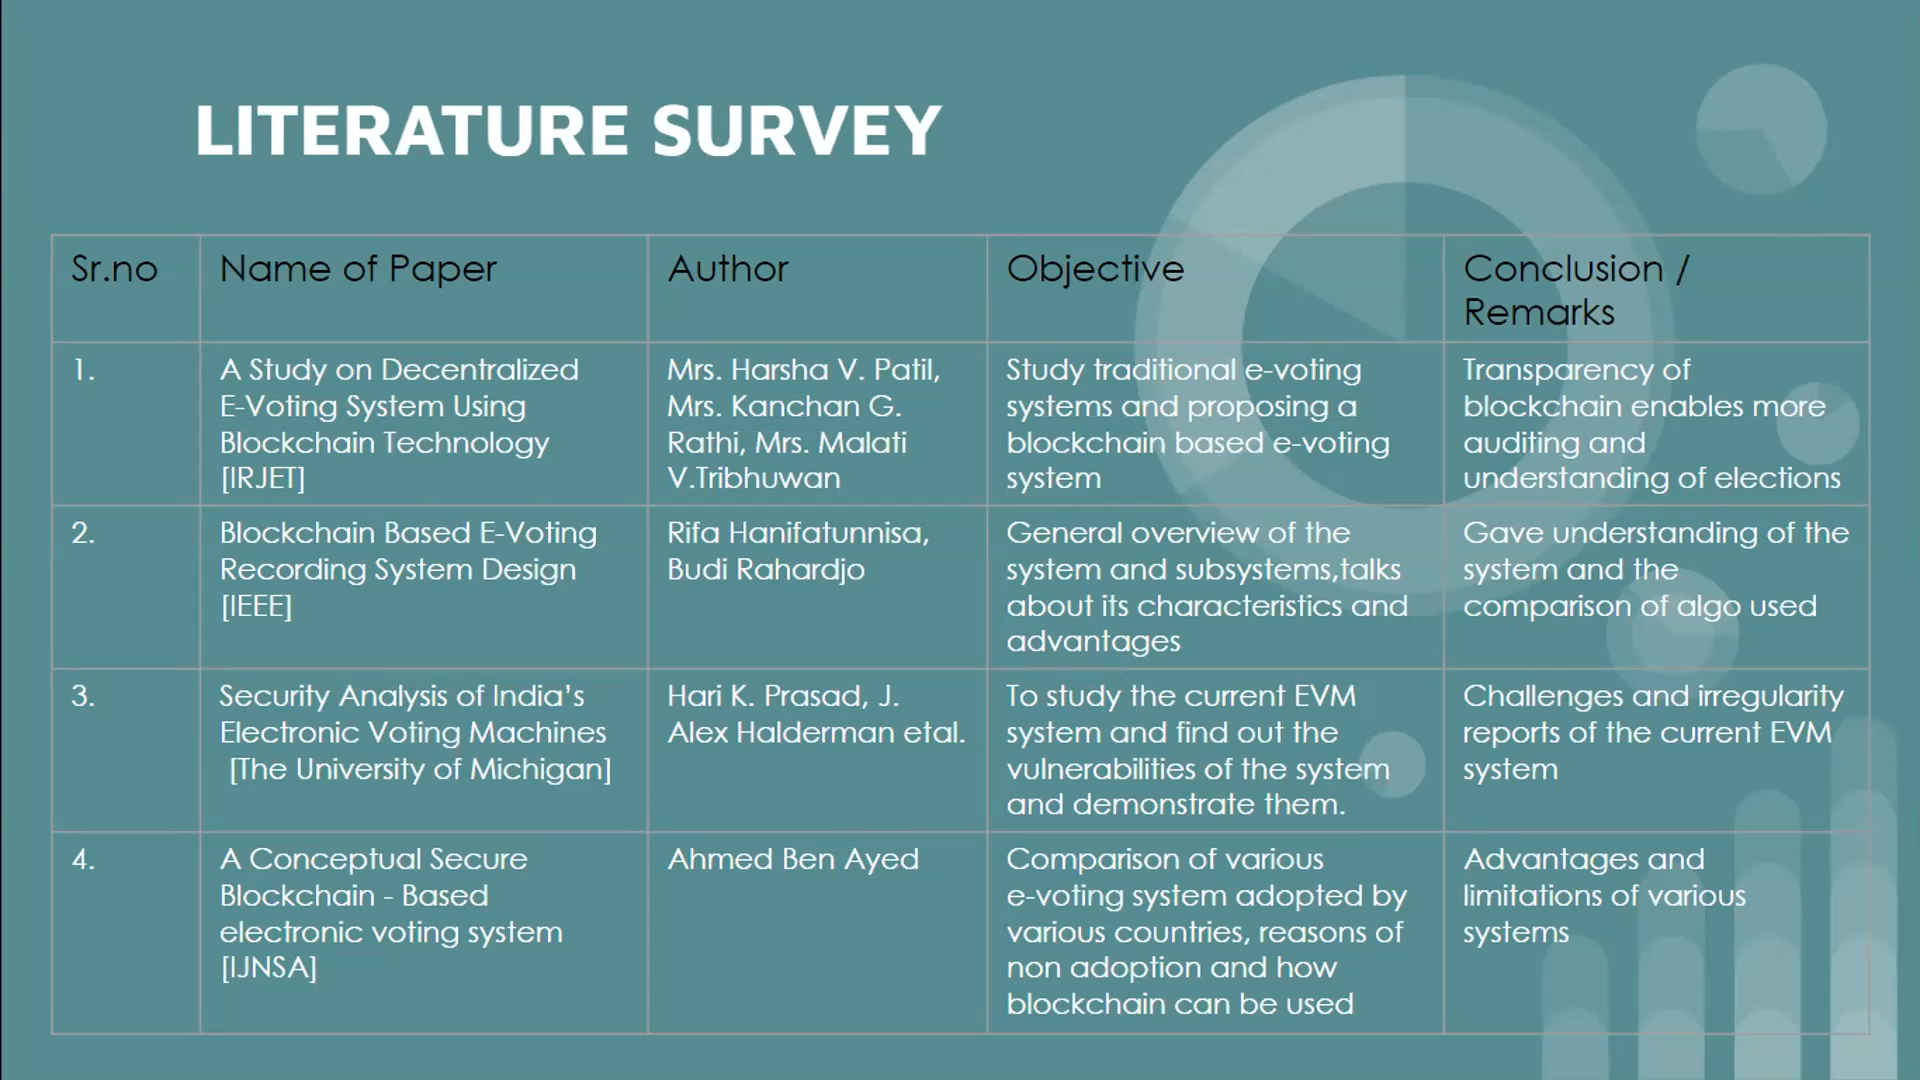 LITERATURE SURVEY
Sr.no
Name of Paper
Author
Objective
Conclusion /
Remarks
1.
A Study on Decentralized
E-Voting System Using
Blockchain Technology
[IRJET]
Mrs. Harsha V. Patil,
Mrs. Kanchan G.
Rathi, Mrs. Malati
V.Tribhuwan
Study traditional e-voting
systems and proposing a
blockchain based e-voting
system
Transparency of
blockchain enables more
auditing and
understanding of elections
2.
Blockchain Based E-Voting
Recording System Design
[IEEE]
Rifa Hanifatunnisa,
Budi Rahardjo
General overview of the
system and subsystems,talks
about its characteristics and
advantages
Gave understanding of the
system and the
comparison of algo used
3.
Security Analysis of India’s
Electronic Voting Machines
[The University of Michigan]
Hari K. Prasad, J.
Alex Halderman etal.
To study the current EVM
system and find out the
vulnerabilities of the system
and demonstrate them.
Challenges and irregularity
reports of the current EVM
system
4.
A Conceptual Secure
Blockchain - Based
electronic voting system
[IJNSA]
Ahmed Ben Ayed
Comparison of various
e-voting system adopted by
various countries, reasons of
non adoption and how
blockchain can be used
Advantages and
limitations of various
systems